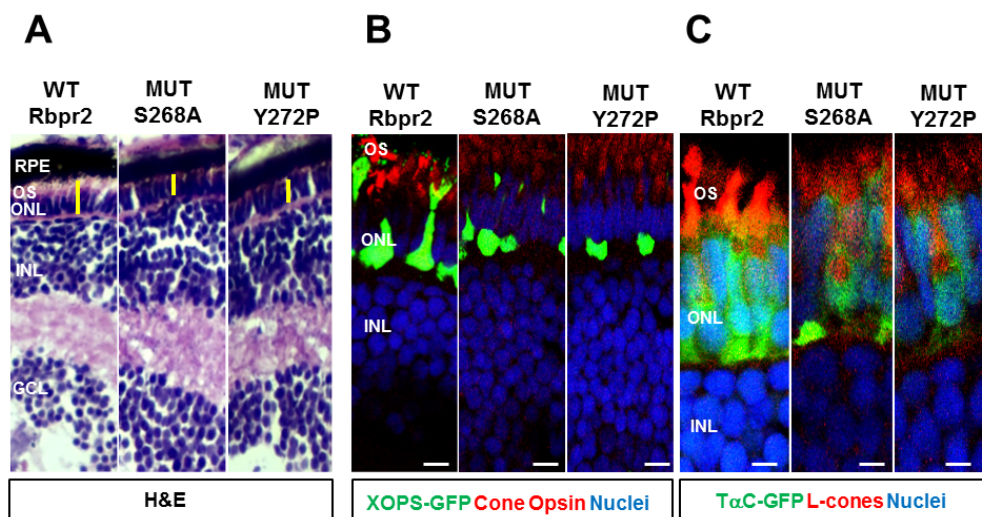 A
B
C
WT
Rbpr2
MUT
S268A
MUT
Y272P
WT
Rbpr2
MUT
S268A
MUT
Y272P
WT
Rbpr2
MUT
S268A
MUT
Y272P
RPE
OS
ONL
INL
GCL
OS
ONL
INL
OS
ONL
INL
H&E
XOPS-GFP Cone Opsin Nuclei
TαC-GFP L-cones Nuclei